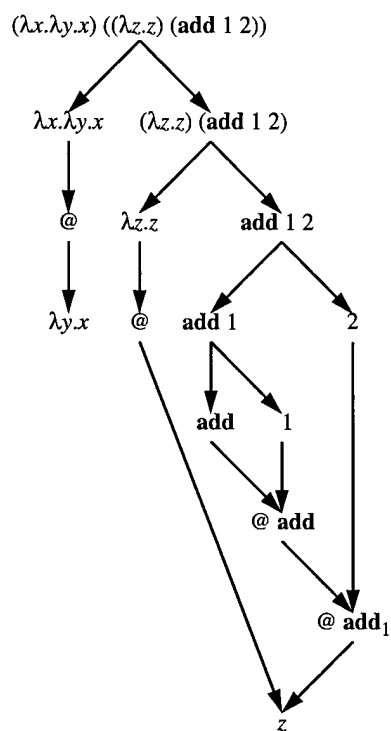 (λx.λy.x) ((λz.z) (add 1 2))
λx.λy.x (λz.z) (add 1 2)
@ λz.z add 1 2
λy.x @ add 1 2
add 1
@ add
@ add1
z